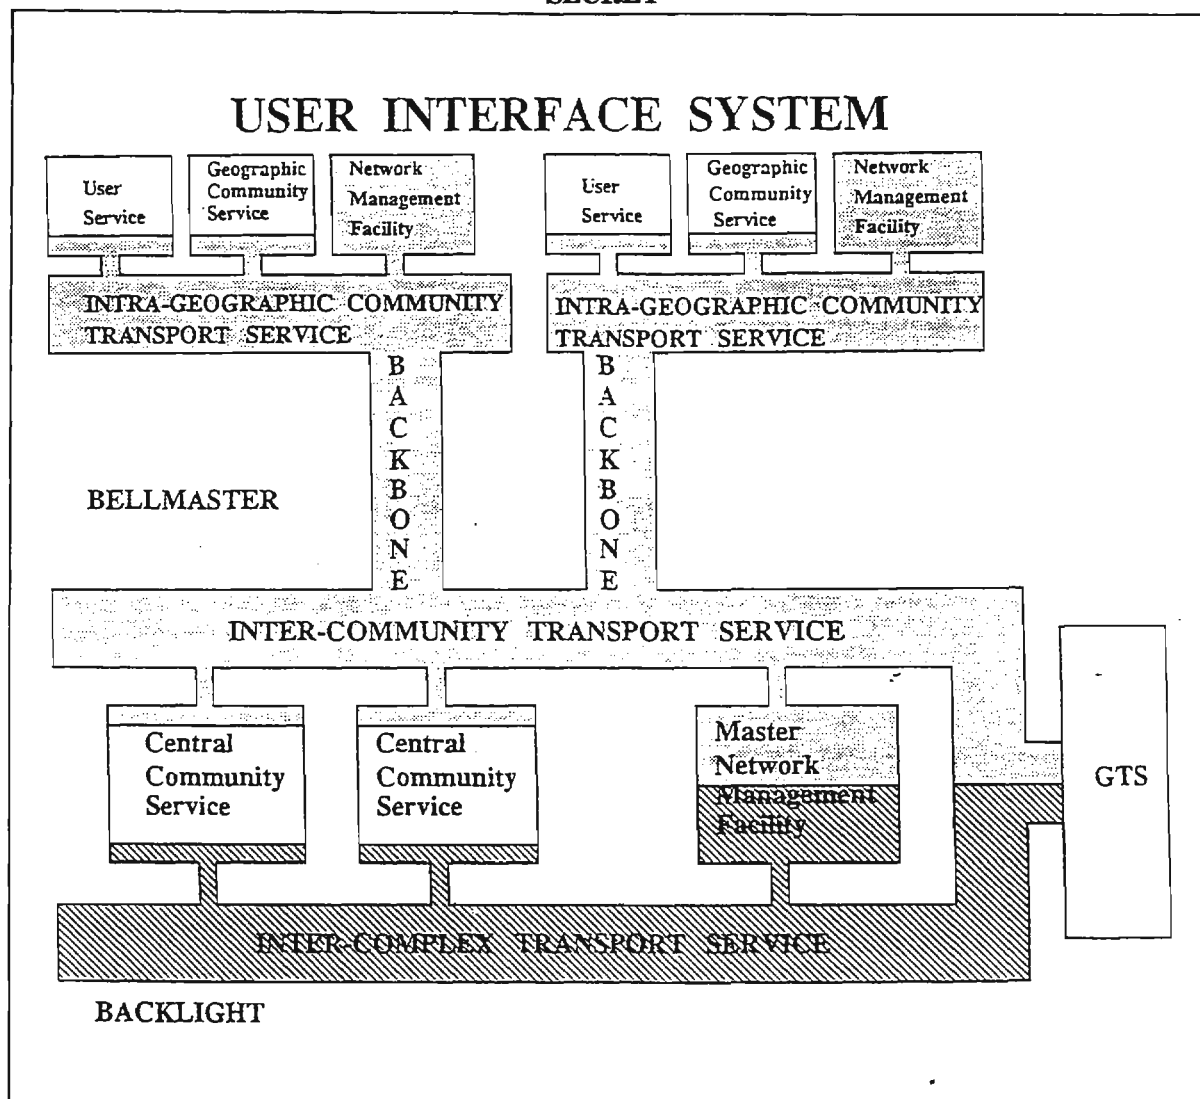 SECRET
USER INTERFACE SYSTEM
User
Service
Geographic
Community
Service
Network
Management
Facility
User
Service
Geographic
Community
Service
Network
Management
Facility
INTRA-GEOGRAPHIC COMMUNITY
TRANSPORT SERVICE
INTRA-GEOGRAPHIC COMMUNITY
TRANSPORT SERVICE
BACKBONE
BACKBONE
BELLMASTER
INTER-COMMUNITY TRANSPORT SERVICE
Central
Community
Service
Central
Community
Service
Master
Network
Management
Facility
GTS
INTER-COMPLEX TRANSPORT SERVICE
BACKLIGHT